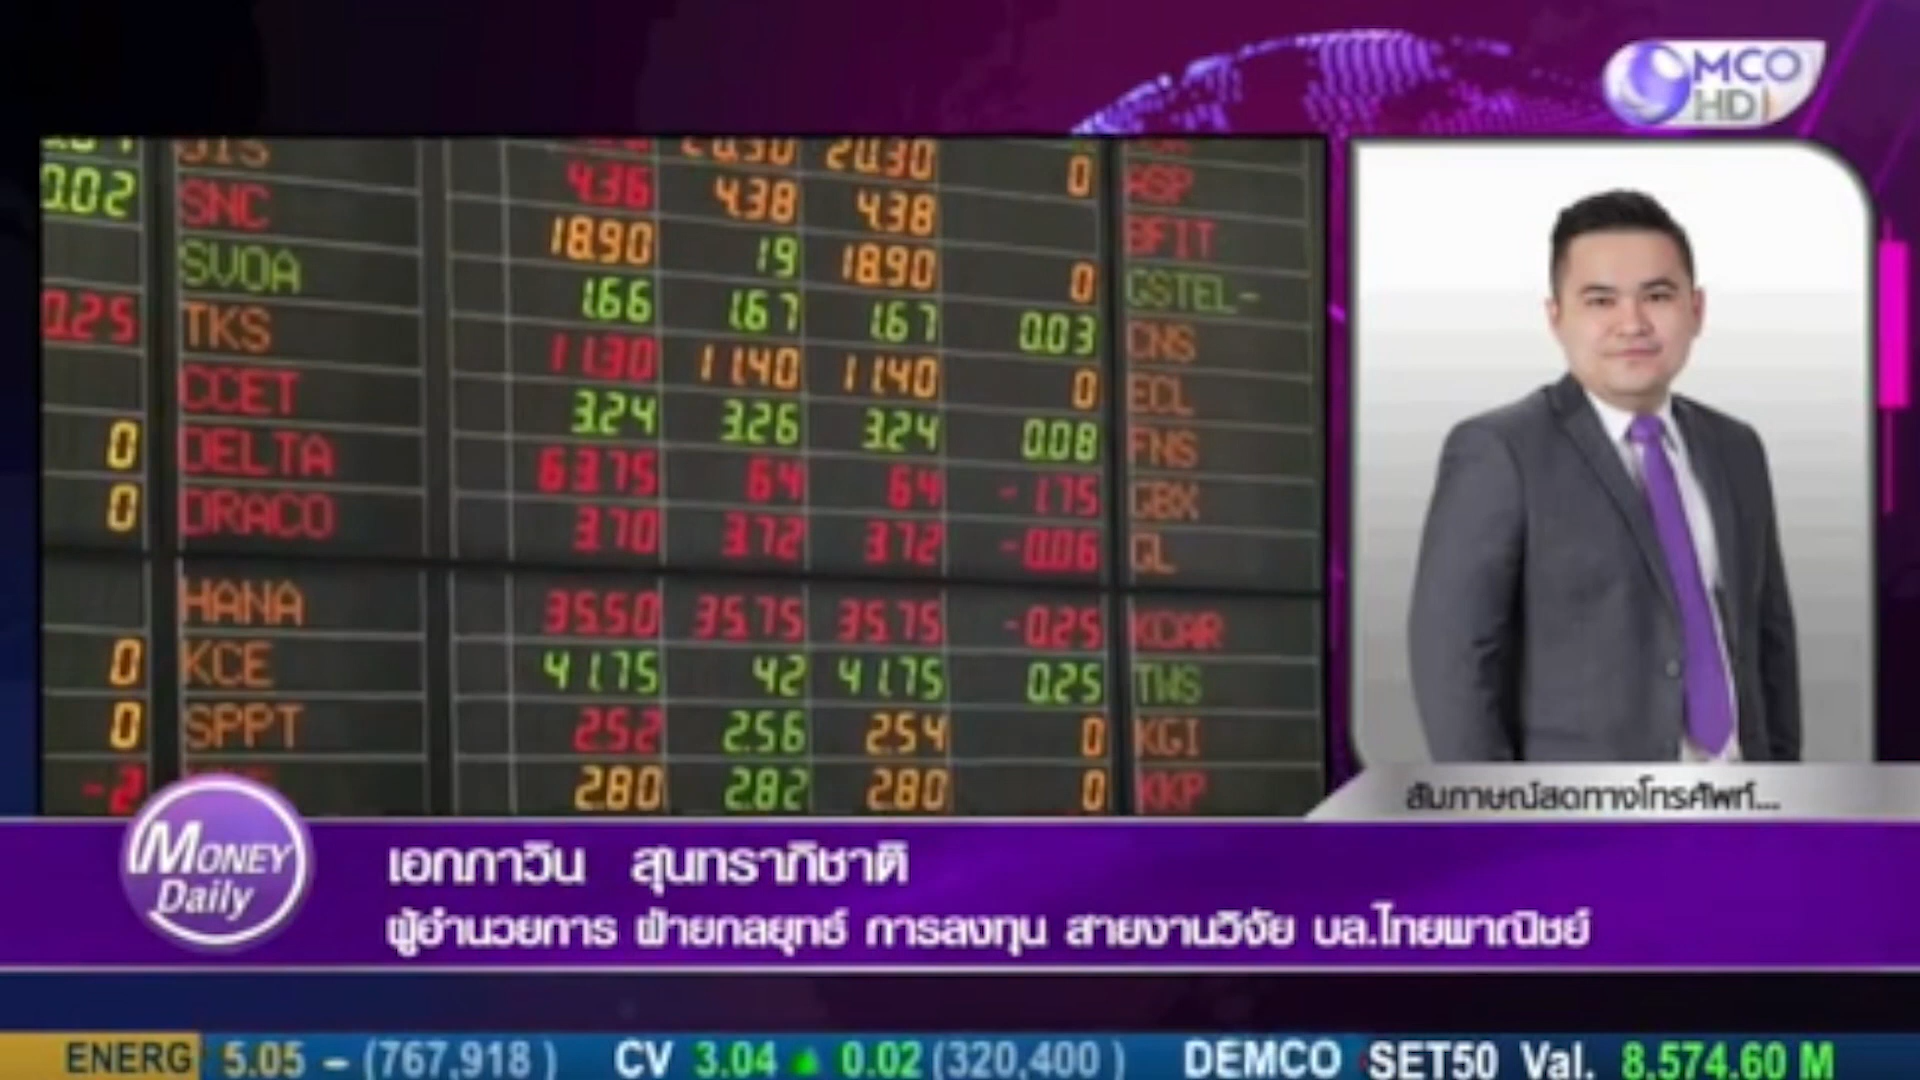 MCO
HD
0.02 SNC 4.36 4.38 4.38 0 ASP
SVOA 18.90 19 18.90 0 GSTEL-
0.25 TKS 1.66 1.67 1.67 0.03 CNS
CCET 11.30 11.40 11.40 0 ECL
0 DELTA 3.24 3.26 3.24 0.08 FNS
0 DRACO 63.75 64 64 -1.75 GBX
3.70 3.72 3.72 -0.06 GL
HANA 35.50 35.75 35.75 -0.25 KCAR
0 KCE 41.75 42 41.75 0.25 TNS
0 SPPT 2.52 2.56 2.54 0 KGI
-2 2.80 2.82 2.80 0 KKP
สัมภาษณ์สดทางโทรศัพท์...
MONEY
Daily
เอกภาวิน สุนทราภิชาติ
ผู้อำนวยการ ฝ่ายกลยุทธ์ การลงทุน สายงานวิจัย บล.ไทยพาณิชย์
ENERG 5.05 – (767,918 ) CV 3.04 ▲ 0.02 (320,400 ) DEMCO SET50 Val. 8,574.60 M